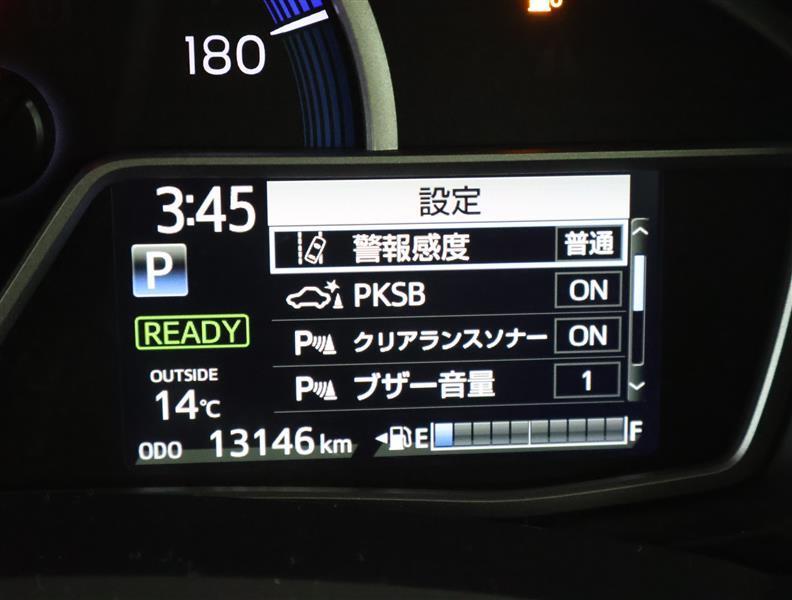 180
3:45
設定
警報感度 普通
P
PKSB ON
READY
P クリアランスソナー ON
OUTSIDE
14℃
P ブザー音量 1
ODO 13146 km
E F